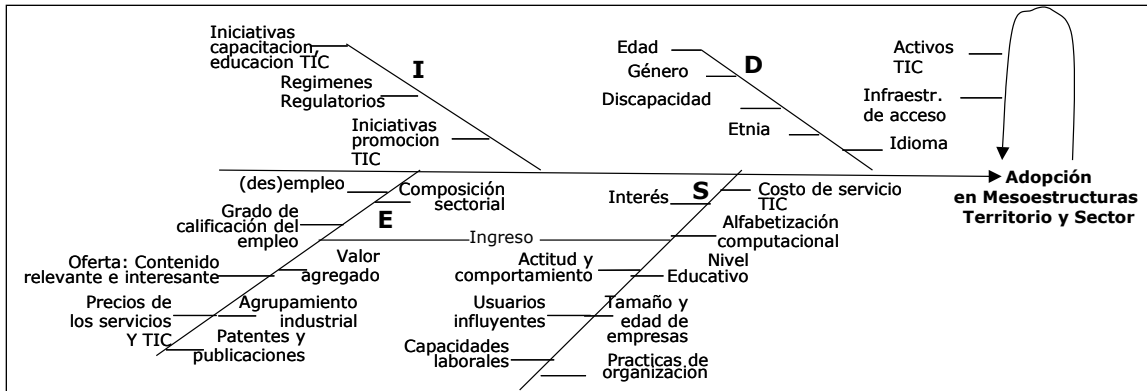 Iniciativas
capacitacion,
educacion TIC
I
Regimenes
Regulatorios
Iniciativas
promocion
TIC
Edad
D
Género
Discapacidad
Etnia
Idioma
Activos
TIC
Infraestr.
de acceso
Adopción
en Mesoestructuras
Territorio y Sector
(des)empleo
Composición
sectorial
E
Grado de
calificación del
empleo
Ingreso
Oferta: Contenido
relevante e interesante
Valor
agregado
Precios de
los servicios
Y TIC
Agrupamiento
industrial
Patentes y
publicaciones
Interés
S
Costo de servicio
TIC
Alfabetización
computacional
Actitud y
comportamiento
Nivel
Educativo
Usuarios
influyentes
Tamaño y
edad de
empresas
Capacidades
laborales
Practicas de
organización